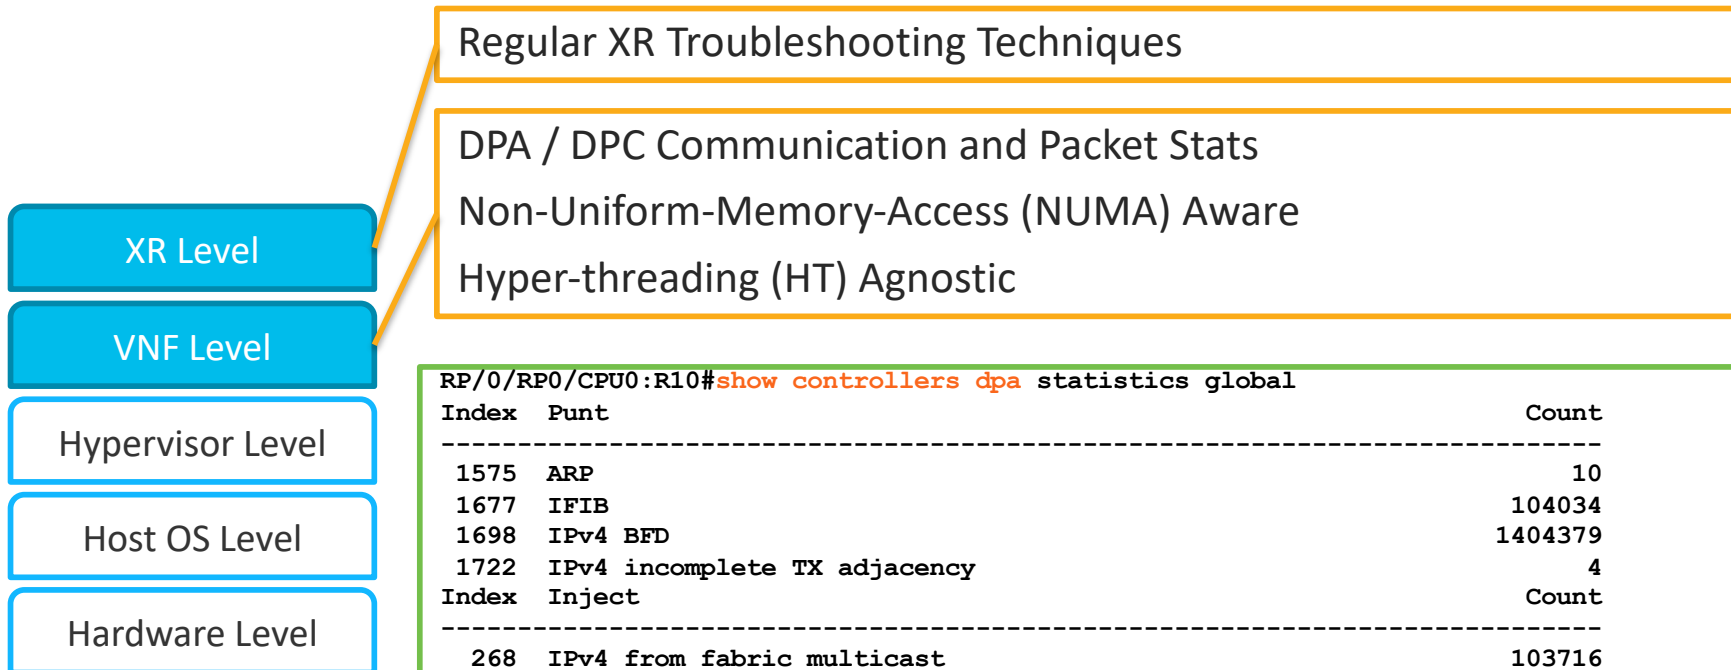 Regular XR Troubleshooting Techniques
DPA / DPC Communication and Packet Stats
Non-Uniform-Memory-Access (NUMA) Aware
Hyper-threading (HT) Agnostic
XR Level
VNF Level
Hypervisor Level
Host OS Level
Hardware Level
RP/0/RP0/CPU0:R10#show controllers dpa statistics global
Index  Punt                                                            Count
----------------------------------------------------------------------------
 1575  ARP                                                                10
 1677  IFIB                                                           104034
 1698  IPv4 BFD                                                      1404379
 1722  IPv4 incomplete TX adjacency                                        4
Index  Inject                                                          Count
----------------------------------------------------------------------------
  268  IPv4 from fabric multicast                                     103716